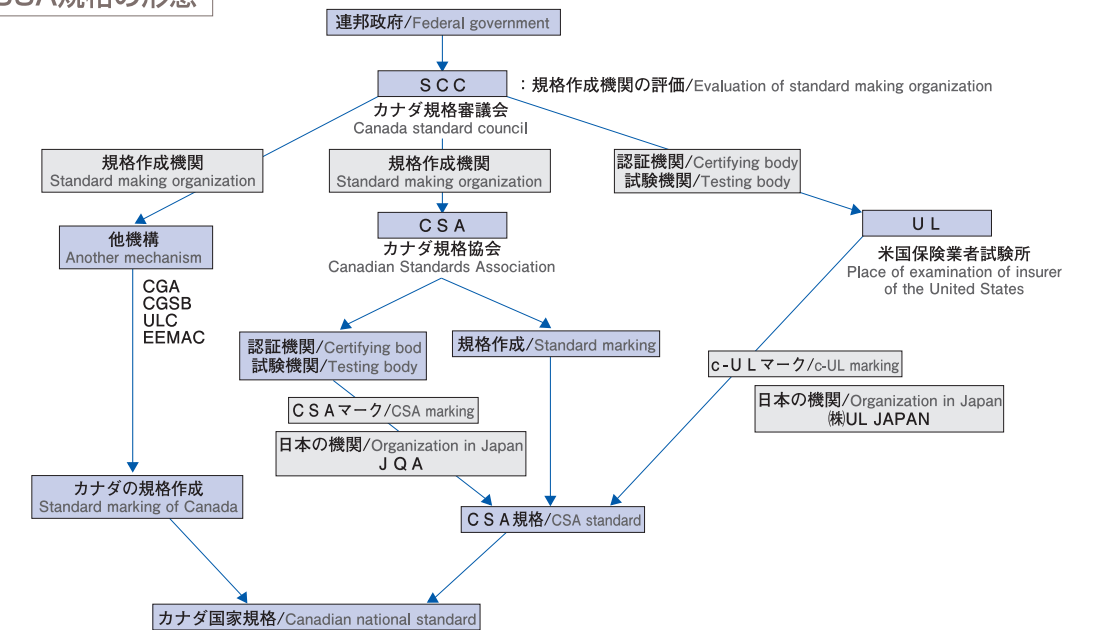 CSA規格の形態
連邦政府/Federal government
SCC
：規格作成機関の評価/Evaluation of standard making organization
カナダ規格審議会
Canada standard council
規格作成機関
Standard making organization
規格作成機関
Standard making organization
認証機関/Certifying body
試験機関/Testing body
他機構
Another mechanism
CGA
CGSB
ULC
EEMAC
CSA
カナダ規格協会
Canadian Standards Association
UL
米国保険業者試験所
Place of examination of insurer
of the United States
認証機関/Certifying bod
試験機関/Testing body
規格作成/Standard marking
CSAマーク/CSA marking
日本の機関/Organization in Japan
JQA
c-ULマーク/c-UL marking
日本の機関/Organization in Japan
㈱UL JAPAN
カナダの規格作成
Standard marking of Canada
CSA規格/CSA standard
カナダ国家規格/Canadian national standard